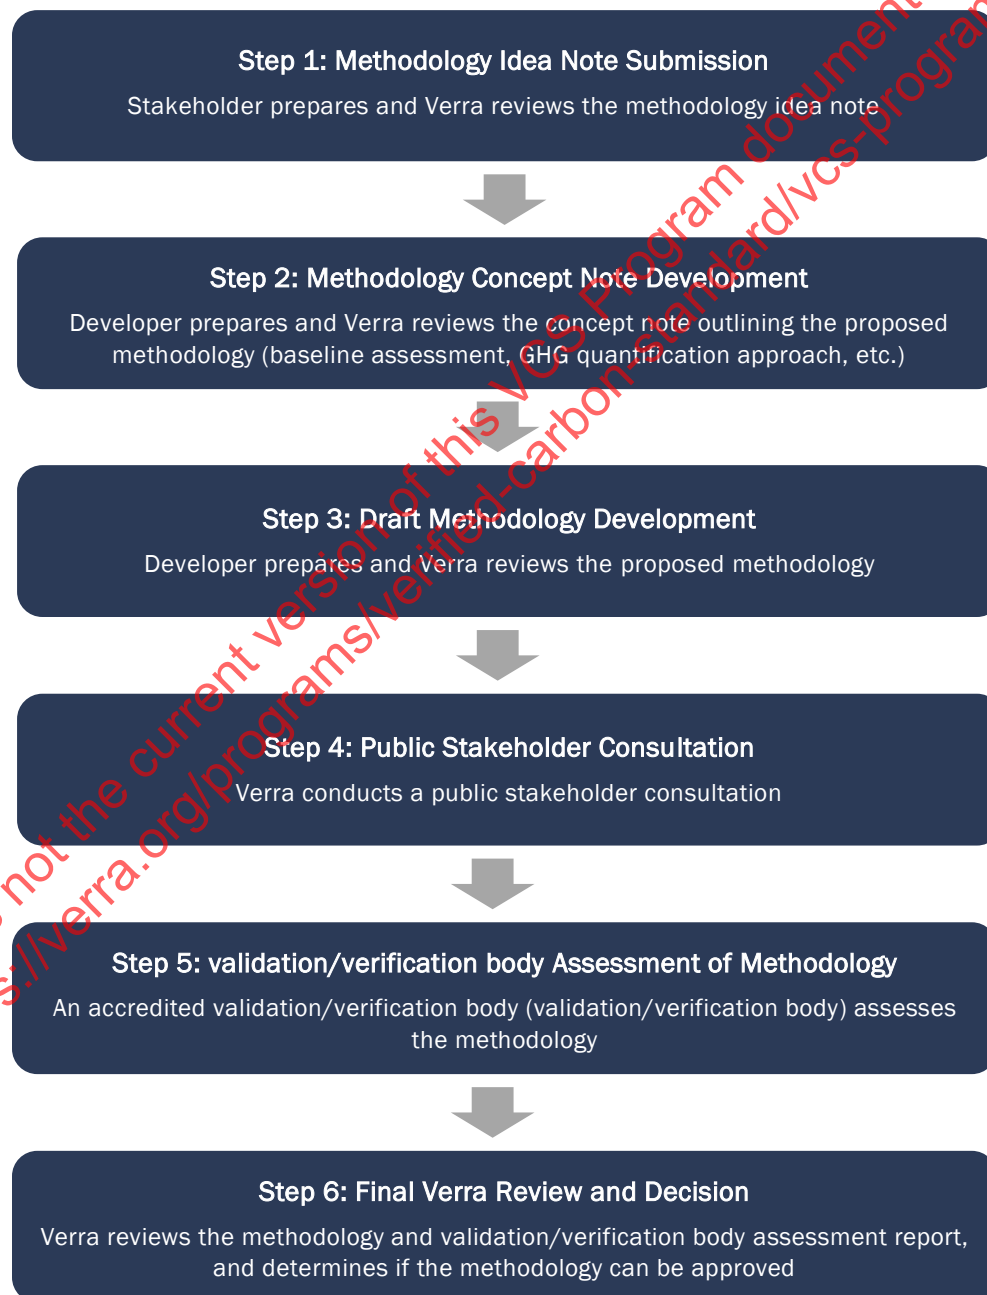 Step 1: Methodology Idea Note Submission
Stakeholder prepares and Verra reviews the methodology idea note
Step 2: Methodology Concept Note Development
Developer prepares and Verra reviews the concept note outlining the proposed
methodology (baseline assessment, GHG quantification approach, etc.)
Step 3: Draft Methodology Development
Developer prepares and Verra reviews the proposed methodology
Step 4: Public Stakeholder Consultation
Verra conducts a public stakeholder consultation
Step 5: validation/verification body Assessment of Methodology
An accredited validation/verification body (validation/verification body) assesses
the methodology
Step 6: Final Verra Review and Decision
Verra reviews the methodology and validation/verification body assessment report,
and determines if the methodology can be approved
not the current version of this VCS Program document
s://verra.org/programs/verified-carbon-standard/vcs-program